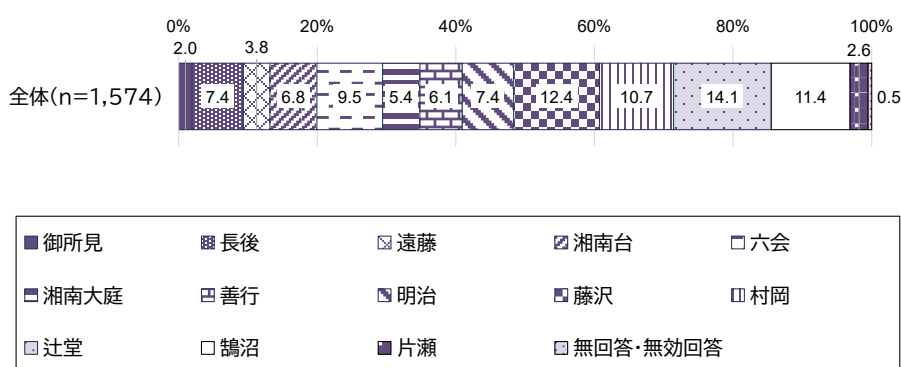 0% 20% 40% 60% 80% 100%
2.0 3.8 2.6
全体(n=1,574) 7.4 6.8 9.5 5.4 6.1 7.4 12.4 10.7 14.1 11.4 0.5
御所見 長後 遠藤 湘南台 六会
湘南大庭 善行 明治 藤沢 村岡
辻堂 鵠沼 片瀬 無回答・無効回答